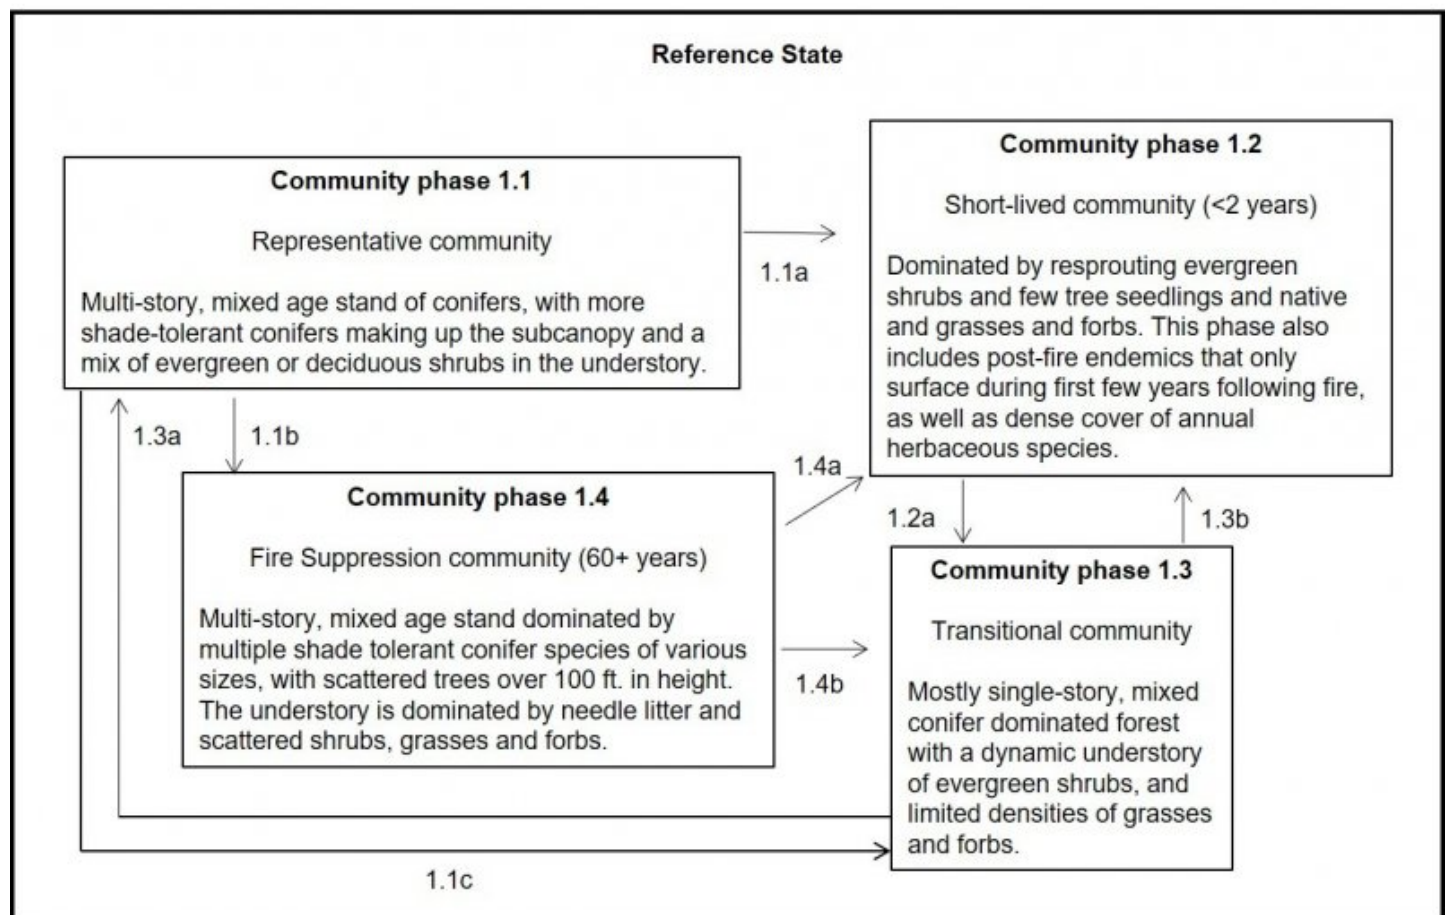 Reference State
Community phase 1.1
Representative community
Multi-story, mixed age stand of conifers, with more
shade-tolerant conifers making up the subcanopy and a
mix of evergreen or deciduous shrubs in the understory.
1.1a
Community phase 1.2
Short-lived community (<2 years)
Dominated by resprouting evergreen
shrubs and few tree seedlings and native
and grasses and forbs. This phase also
includes post-fire endemics that only
surface during first few years following fire,
as well as dense cover of annual
herbaceous species.
1.3a
1.1b
Community phase 1.4
Fire Suppression community (60+ years)
Multi-story, mixed age stand dominated by
multiple shade tolerant conifer species of various
sizes, with scattered trees over 100 ft. in height.
The understory is dominated by needle litter and
scattered shrubs, grasses and forbs.
1.4a
1.4b
1.2a
1.3b
Community phase 1.3
Transitional community
Mostly single-story, mixed
conifer dominated forest
with a dynamic understory
of evergreen shrubs, and
limited densities of grasses
and forbs.
1.1c